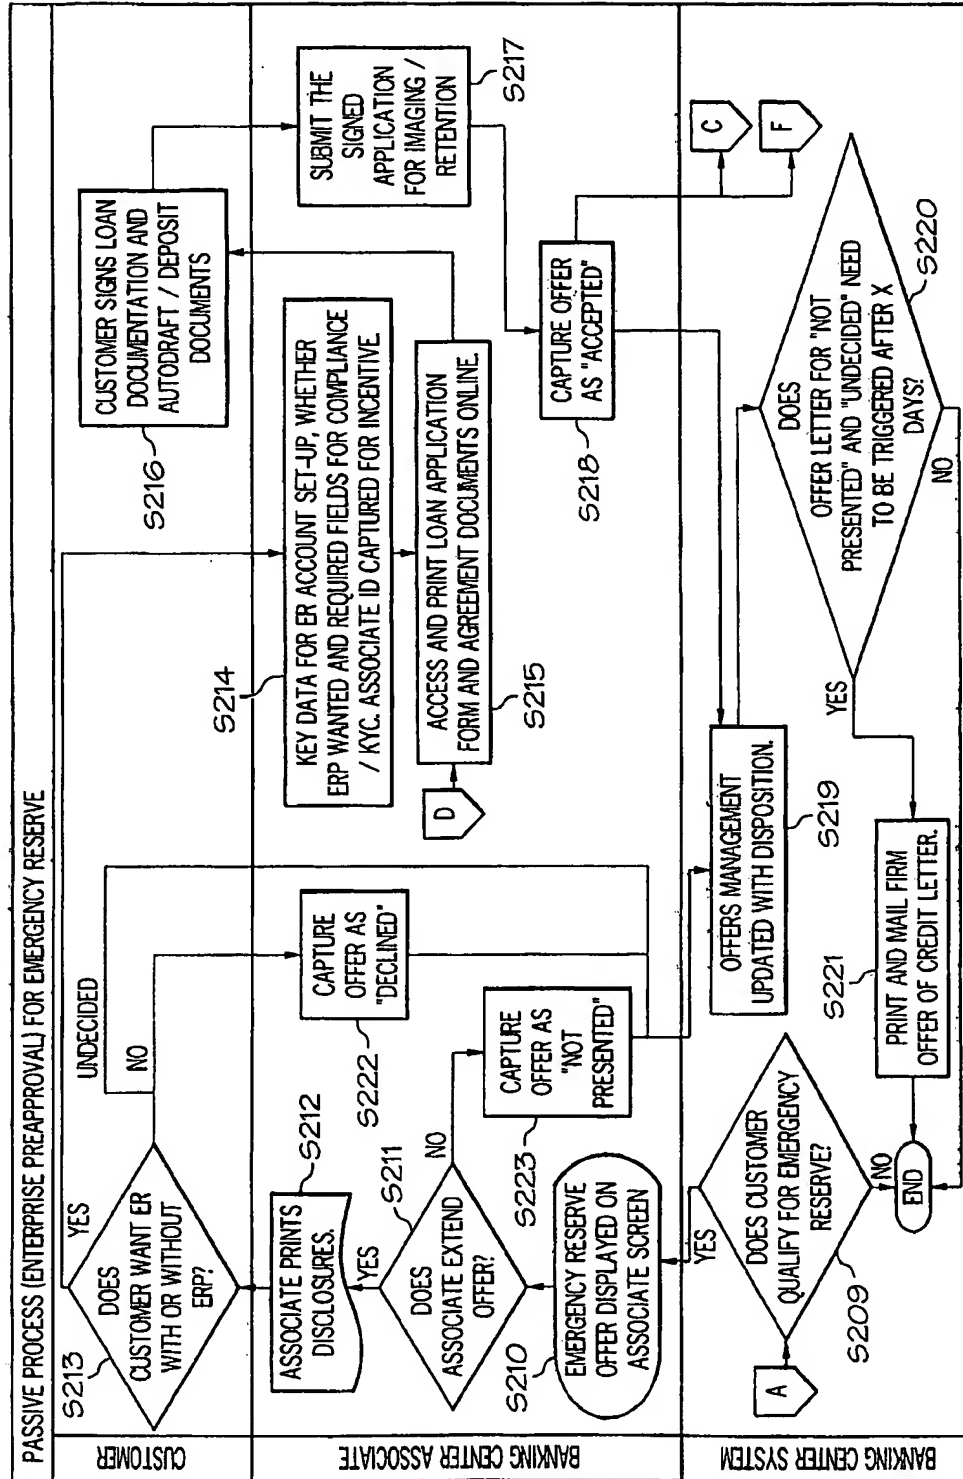 PASSIVE PROCESS (ENTERPRISE PREAPPROVAL) FOR EMERGENCY RESERVE
CUSTOMER
S213
DOES
CUSTOMER WANT ER
WITH OR WITHOUT
ERP?
YES
UNDECIDED
NO
S216
CUSTOMER SIGNS LOAN
DOCUMENTATION AND
AUTODRAFT / DEPOSIT
DOCUMENTS
BANKING CENTER ASSOCIATE
S212
ASSOCIATE PRINTS
DISCLOSURES.
S211
YES
DOES
ASSOCIATE EXTEND
OFFER?
NO
S210
EMERGENCY RESERVE
OFFER DISPLAYED ON
ASSOCIATE SCREEN
CAPTURE
OFFER AS
"DECLINED"
S222
CAPTURE
OFFER AS
"NOT
PRESENTED"
S223
S214
KEY DATA FOR ER ACCOUNT SET-UP, WHETHER
ERP WANTED AND REQUIRED FIELDS FOR COMPLIANCE
/ KYC. ASSOCIATE ID CAPTURED FOR INCENTIVE.
D
ACCESS AND PRINT LOAN APPLICATION
FORM AND AGREEMENT DOCUMENTS ONLINE.
S215
SUBMIT THE
SIGNED
APPLICATION
FOR IMAGING /
RETENTION
S217
CAPTURE OFFER
AS "ACCEPTED"
S218
C
F
BANKING CENTER SYSTEM
A
YES
DOES CUSTOMER
QUALIFY FOR EMERGENCY
RESERVE?
S209
NO
END
OFFERS MANAGEMENT
UPDATED WITH DISPOSITION.
S219
S221
PRINT AND MAIL FIRM
OFFER OF CREDIT LETTER.
YES
DOES
OFFER LETTER FOR "NOT
PRESENTED" AND "UNDECIDED" NEED
TO BE TRIGGERED AFTER X
DAYS?
S220
NO